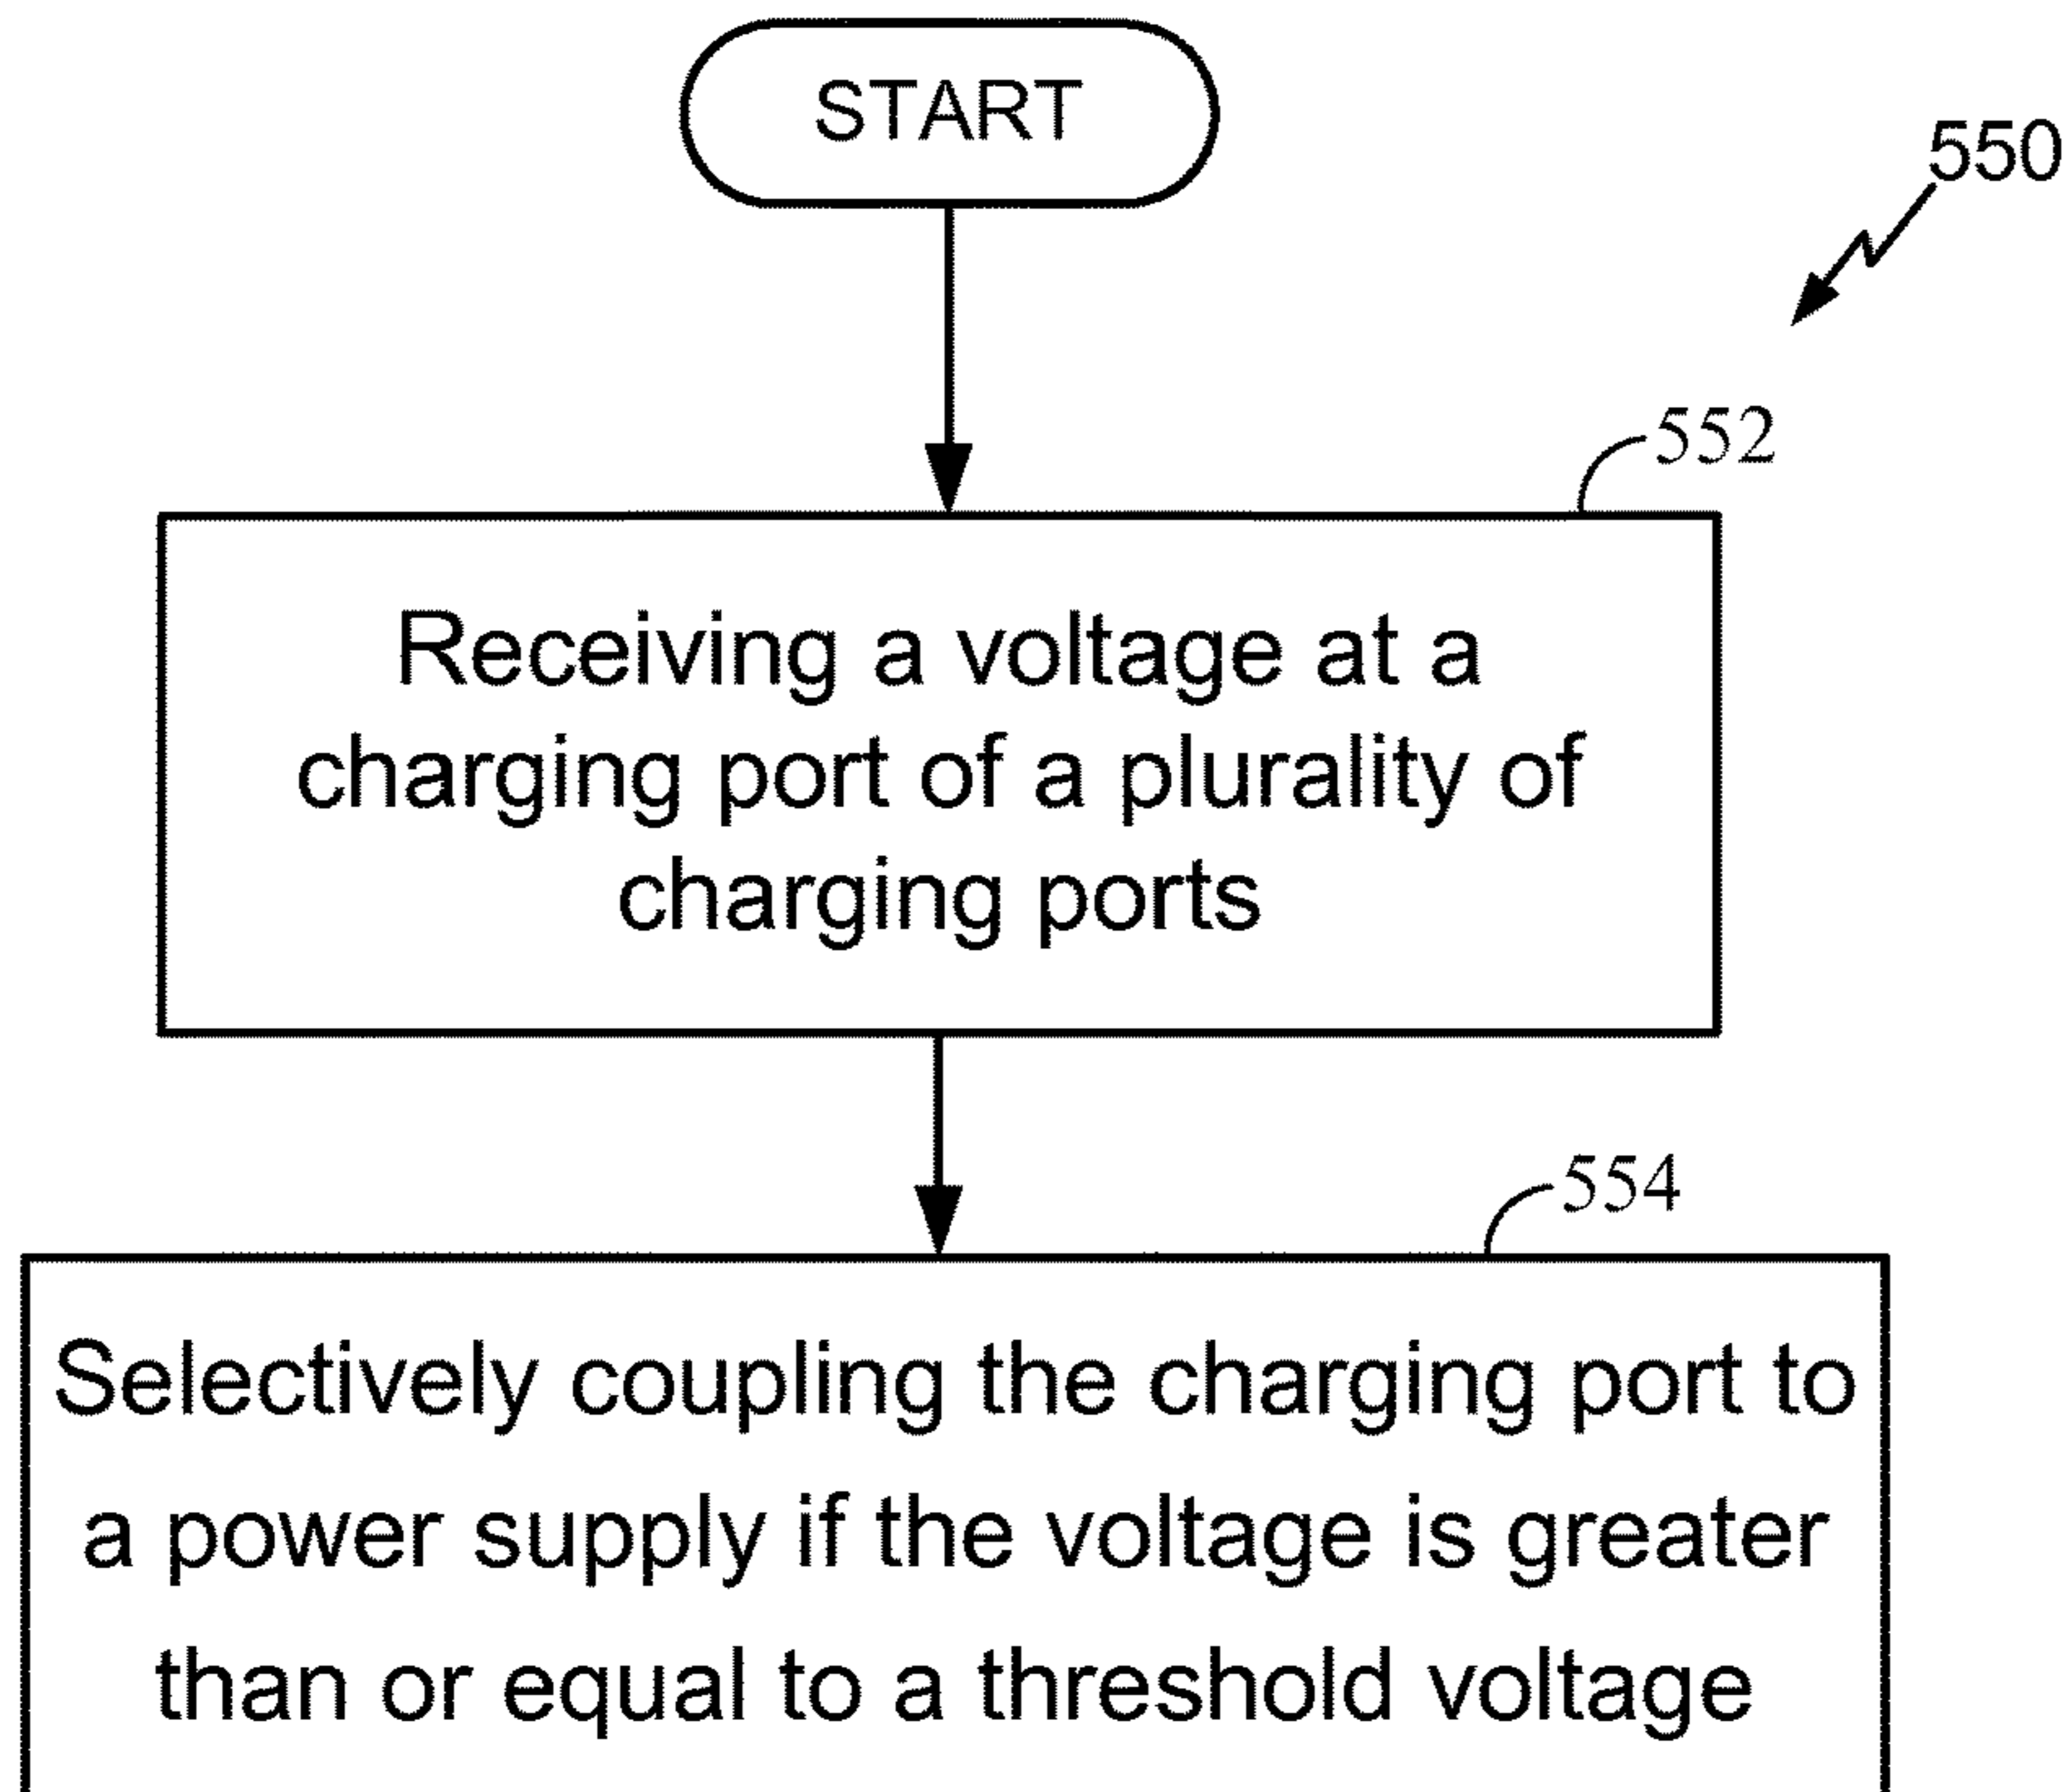 START
550
552
Receiving a voltage at a
charging port of a plurality of
charging ports
554
Selectively coupling the charging port to
a power supply if the voltage is greater
than or equal to a threshold voltage